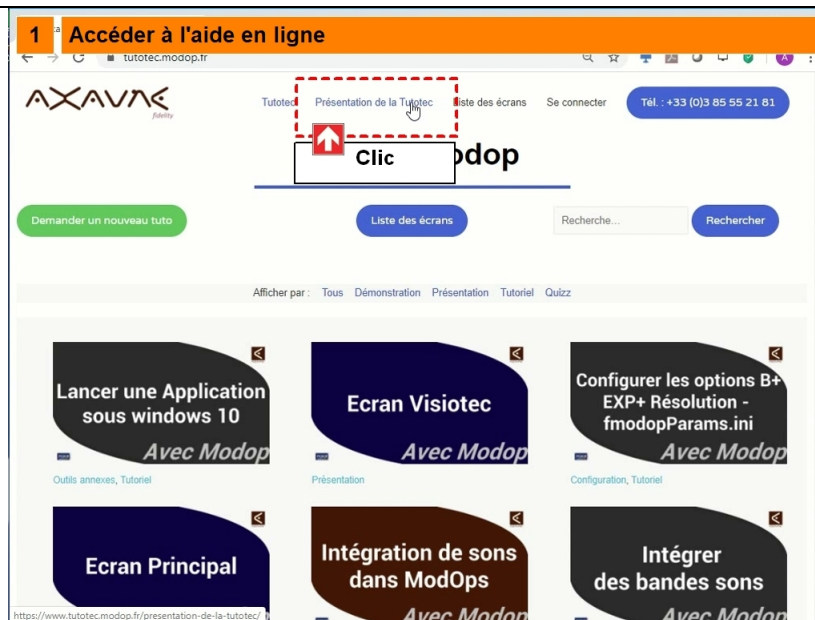 1 Accéder à l'aide en ligne
tutotec.modop.fr
AXAVNE
fidelity
Tutotec Présentation de la Tutotec Liste des écrans Se connecter Tél. : +33 (0)3 85 55 21 81
Clic
odop
Demander un nouveau tuto Liste des écrans Recherche... Rechercher
Afficher par : Tous Démonstration Présentation Tutoriel Quizz
Lancer une Application
sous windows 10
Avec Modop
Outils annexes, Tutoriel
Ecran Visiotec
Avec Modop
Présentation
Configurer les options B+
EXP+ Résolution -
fmodopParams.ini
Avec Modop
Configuration, Tutoriel
Ecran Principal
Intégration de sons
dans ModOps
Avec Modop
Intégrer
des bandes sons
Avec Modop
https://www.tutotec.modop.fr/presentation-de-la-tutotec/